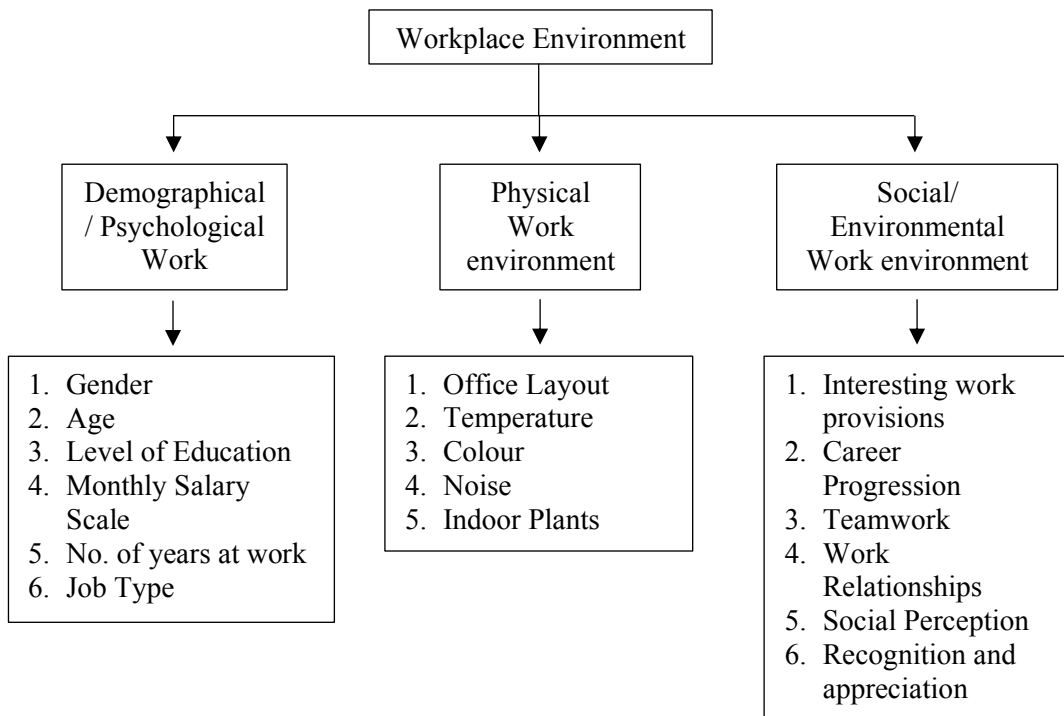 Workplace Environment
Demographical
/ Psychological
Work
Physical
Work
environment
Social/
Environmental
Work environment
1. Gender
2. Age
3. Level of Education
4. Monthly Salary
Scale
5. No. of years at work
6. Job Type
1. Office Layout
2. Temperature
3. Colour
4. Noise
5. Indoor Plants
1. Interesting work
provisions
2. Career
Progression
3. Teamwork
4. Work
Relationships
5. Social Perception
6. Recognition and
appreciation